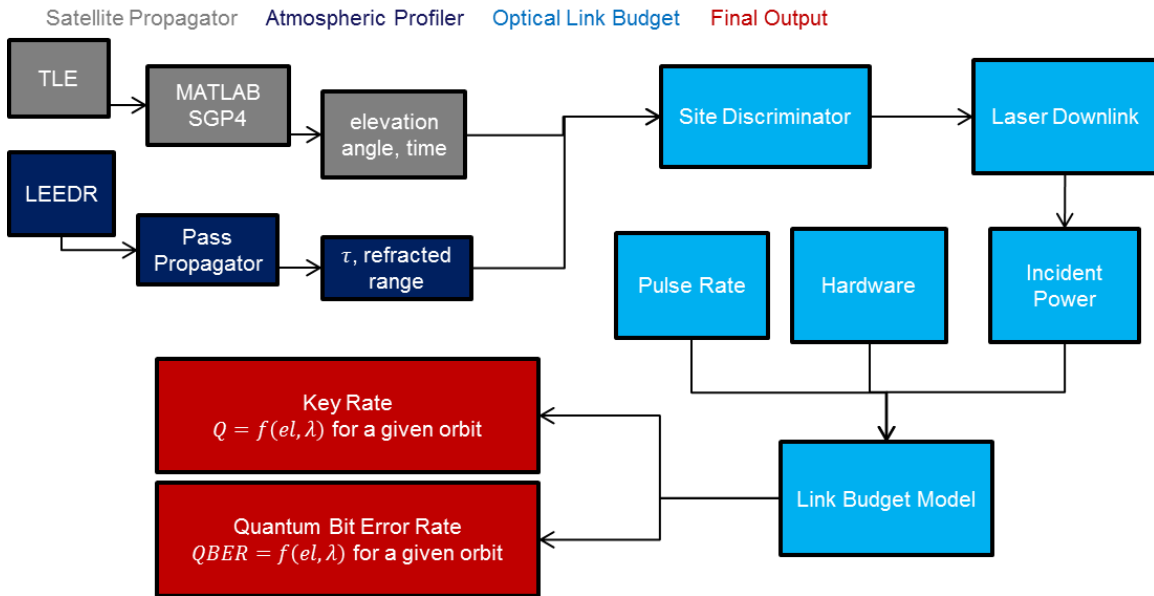 Satellite Propagator Atmospheric Profiler Optical Link Budget Final Output
TLE
MATLAB
SGP4
elevation
angle, time
Site Discriminator
Laser Downlink
LEEDR
Pass
Propagator
τ, refracted
range
Pulse Rate
Hardware
Incident
Power
Key Rate
Q = f(el, λ) for a given orbit
Link Budget Model
Quantum Bit Error Rate
QBER = f(el, λ) for a given orbit